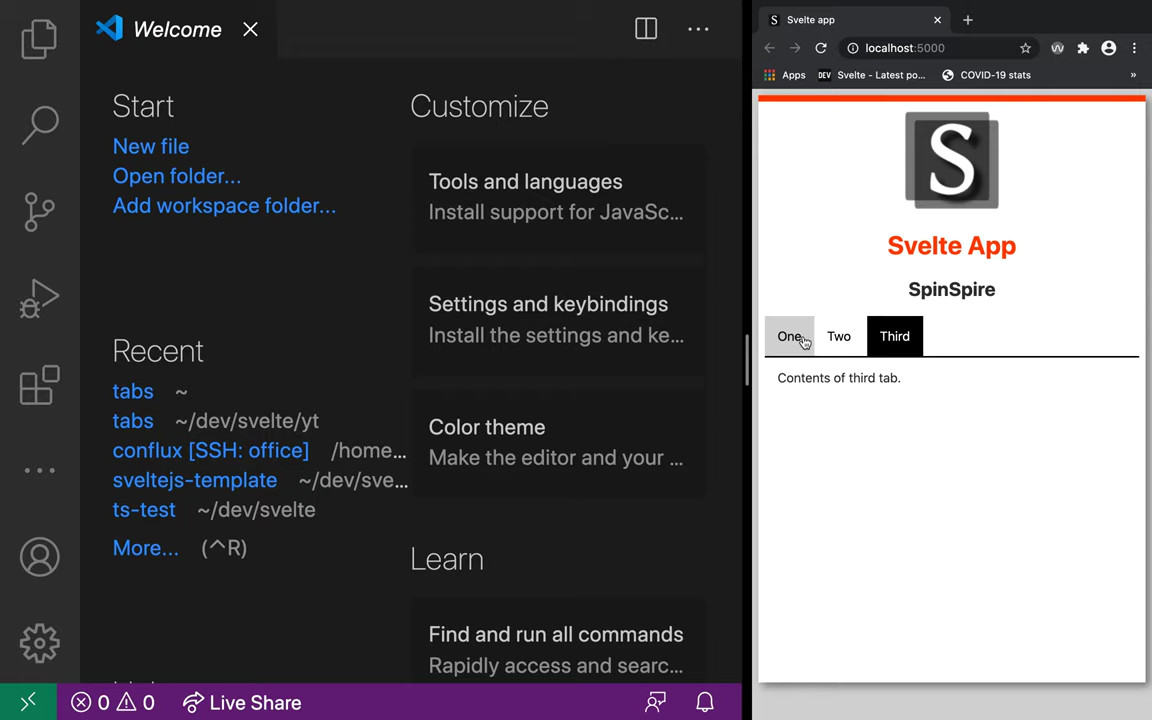 Welcome
Start
New file
Open folder...
Add workspace folder...
Recent
tabs ~
tabs ~/dev/svelte/yt
conflux [SSH: office] /home...
sveltejs-template ~/dev/sve...
ts-test ~/dev/svelte
More... (^R)
Customize
Tools and languages
Install support for JavaSc...
Settings and keybindings
Install the settings and ke...
Color theme
Make the editor and your ...
Learn
Find and run all commands
Rapidly access and searc...
0 0 Live Share
S Svelte app
localhost:5000
Apps DEV Svelte - Latest po... COVID-19 stats »
S
Svelte App
SpinSpire
One Two Third
Contents of third tab.